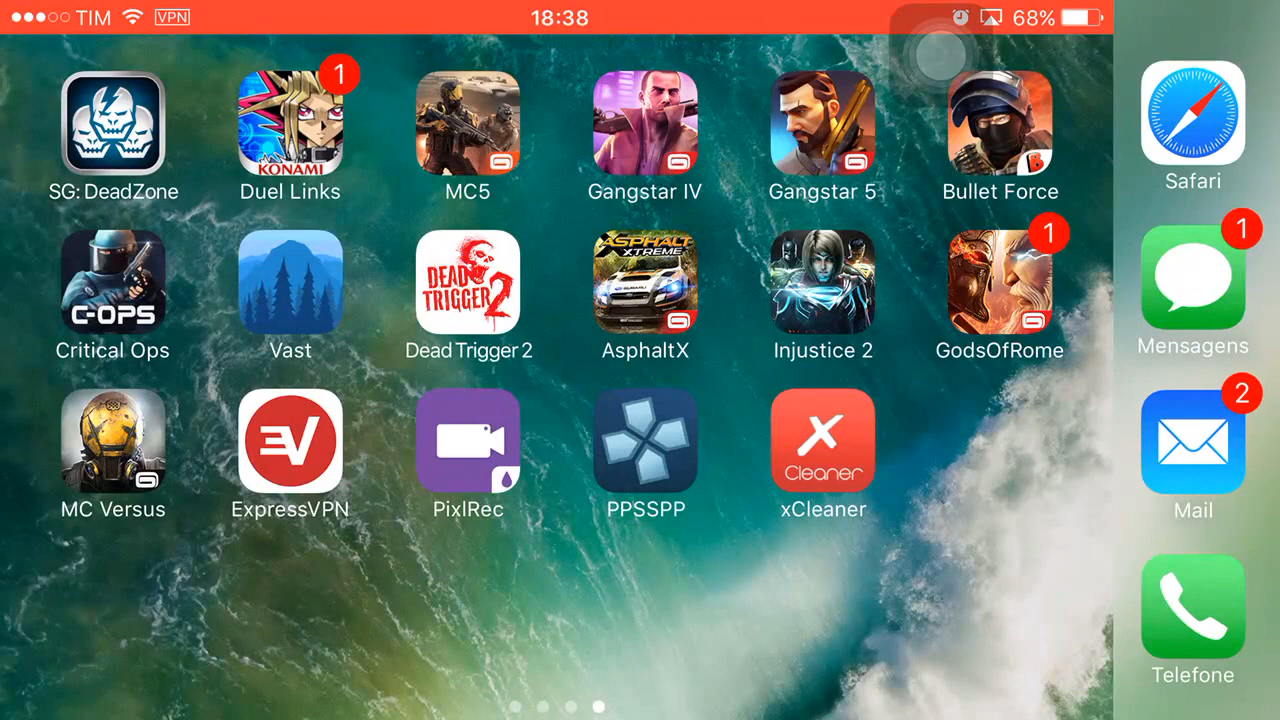 TIM VPN 18:38 68%
1
KONAMI
SG: DeadZone Duel Links MC5 Gangstar IV Gangstar 5 Bullet Force
Safari
1 1
C-OPS DEAD TRIGGER 2 ASPHALT XTREME SUBARU
Critical Ops Vast Dead Trigger 2 AsphaltX Injustice 2 GodsOfRome
Mensagens
2
EV X Cleaner
MC Versus ExpressVPN PixlRec PPSSPP xCleaner
Mail
Telefone